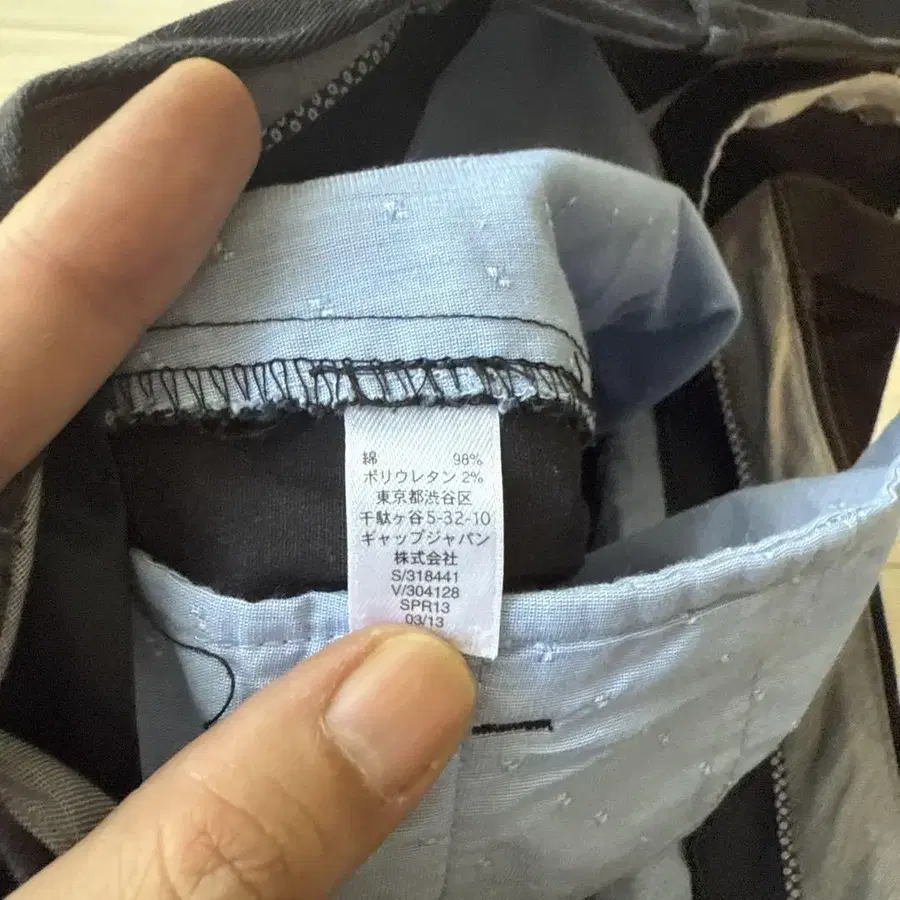 綿 98%
ポリウレタン 2%
東京都渋谷区
千駄ヶ谷5-32-10
ギャップジャパン
株式会社
S/318441
V/304128
SPR13
03/13